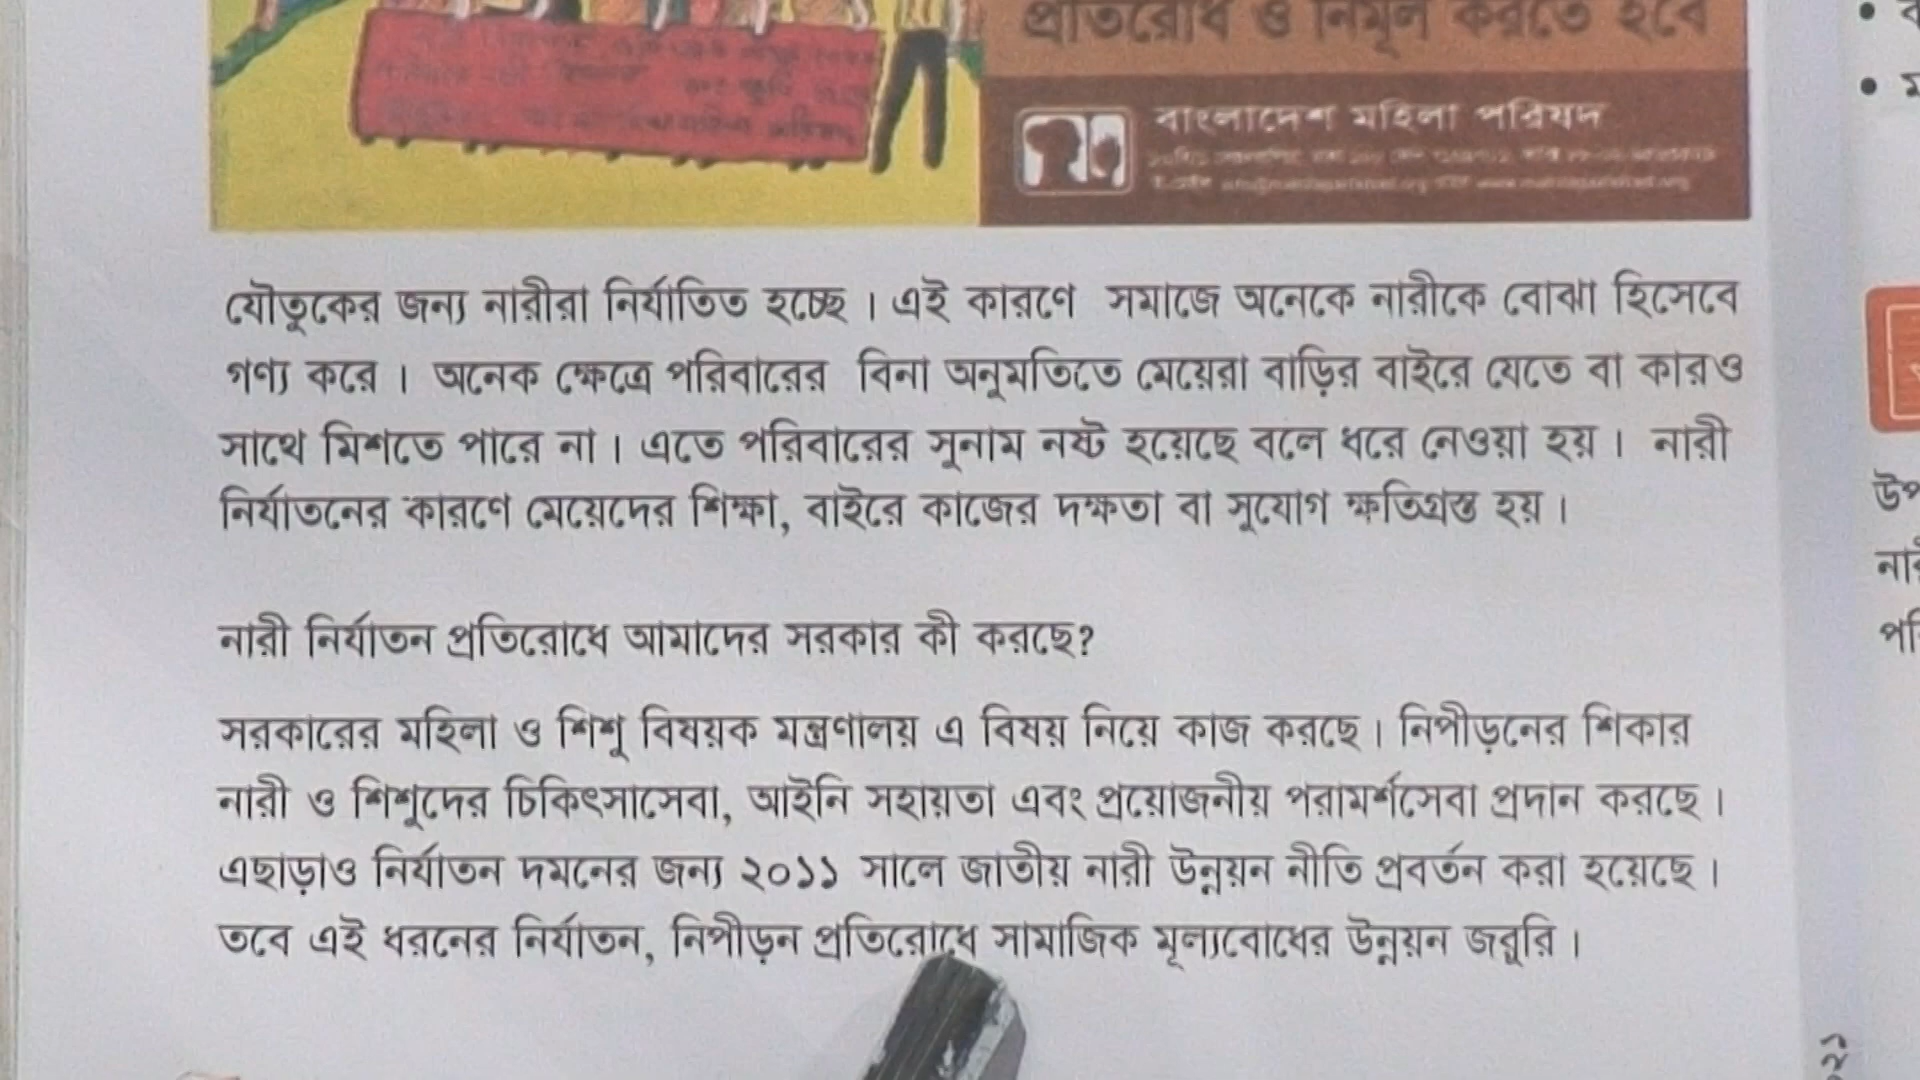 প্রতিরোধ ও নির্মূল করতে হবে
বাংলাদেশ মহিলা পরিষদ
যৌতুকের জন্য নারীরা নির্যাতিত হচ্ছে। এই কারণে সমাজে অনেকে নারীকে বোঝা হিসেবে
গণ্য করে। অনেক ক্ষেত্রে পরিবারের বিনা অনুমতিতে মেয়েরা বাড়ির বাইরে যেতে বা কারও
সাথে মিশতে পারে না। এতে পরিবারের সুনাম নষ্ট হয়েছে বলে ধরে নেওয়া হয়। নারী
নির্যাতনের কারণে মেয়েদের শিক্ষা, বাইরে কাজের দক্ষতা বা সুযোগ ক্ষতিগ্রস্ত হয়।
নারী নির্যাতন প্রতিরোধে আমাদের সরকার কী করছে?
সরকারের মহিলা ও শিশু বিষয়ক মন্ত্রণালয় এ বিষয় নিয়ে কাজ করছে। নিপীড়নের শিকার
নারী ও শিশুদের চিকিৎসাসেবা, আইনি সহায়তা এবং প্রয়োজনীয় পরামর্শসেবা প্রদান করছে।
এছাড়াও নির্যাতন দমনের জন্য ২০১১ সালে জাতীয় নারী উন্নয়ন নীতি প্রবর্তন করা হয়েছে।
তবে এই ধরনের নির্যাতন, নিপীড়ন প্রতিরোধে সামাজিক মূল্যবোধের উন্নয়ন জরুরি।